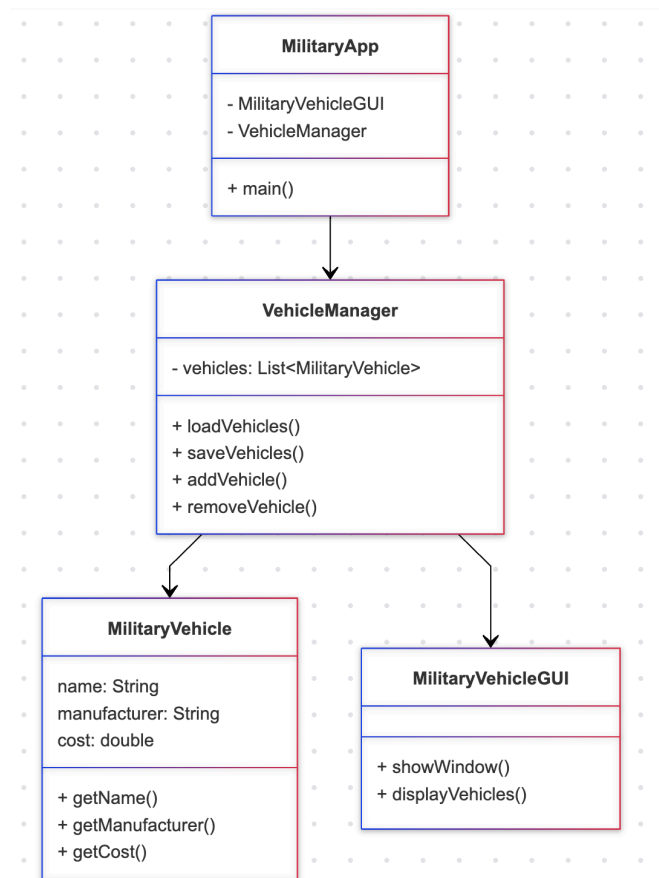 MilitaryApp
- MilitaryVehicleGUI
- VehicleManager
+ main()
VehicleManager
- vehicles: List<MilitaryVehicle>
+ loadVehicles()
+ saveVehicles()
+ addVehicle()
+ removeVehicle()
MilitaryVehicle
name: String
manufacturer: String
cost: double
+ getName()
+ getManufacturer()
+ getCost()
MilitaryVehicleGUI
+ showWindow()
+ displayVehicles()